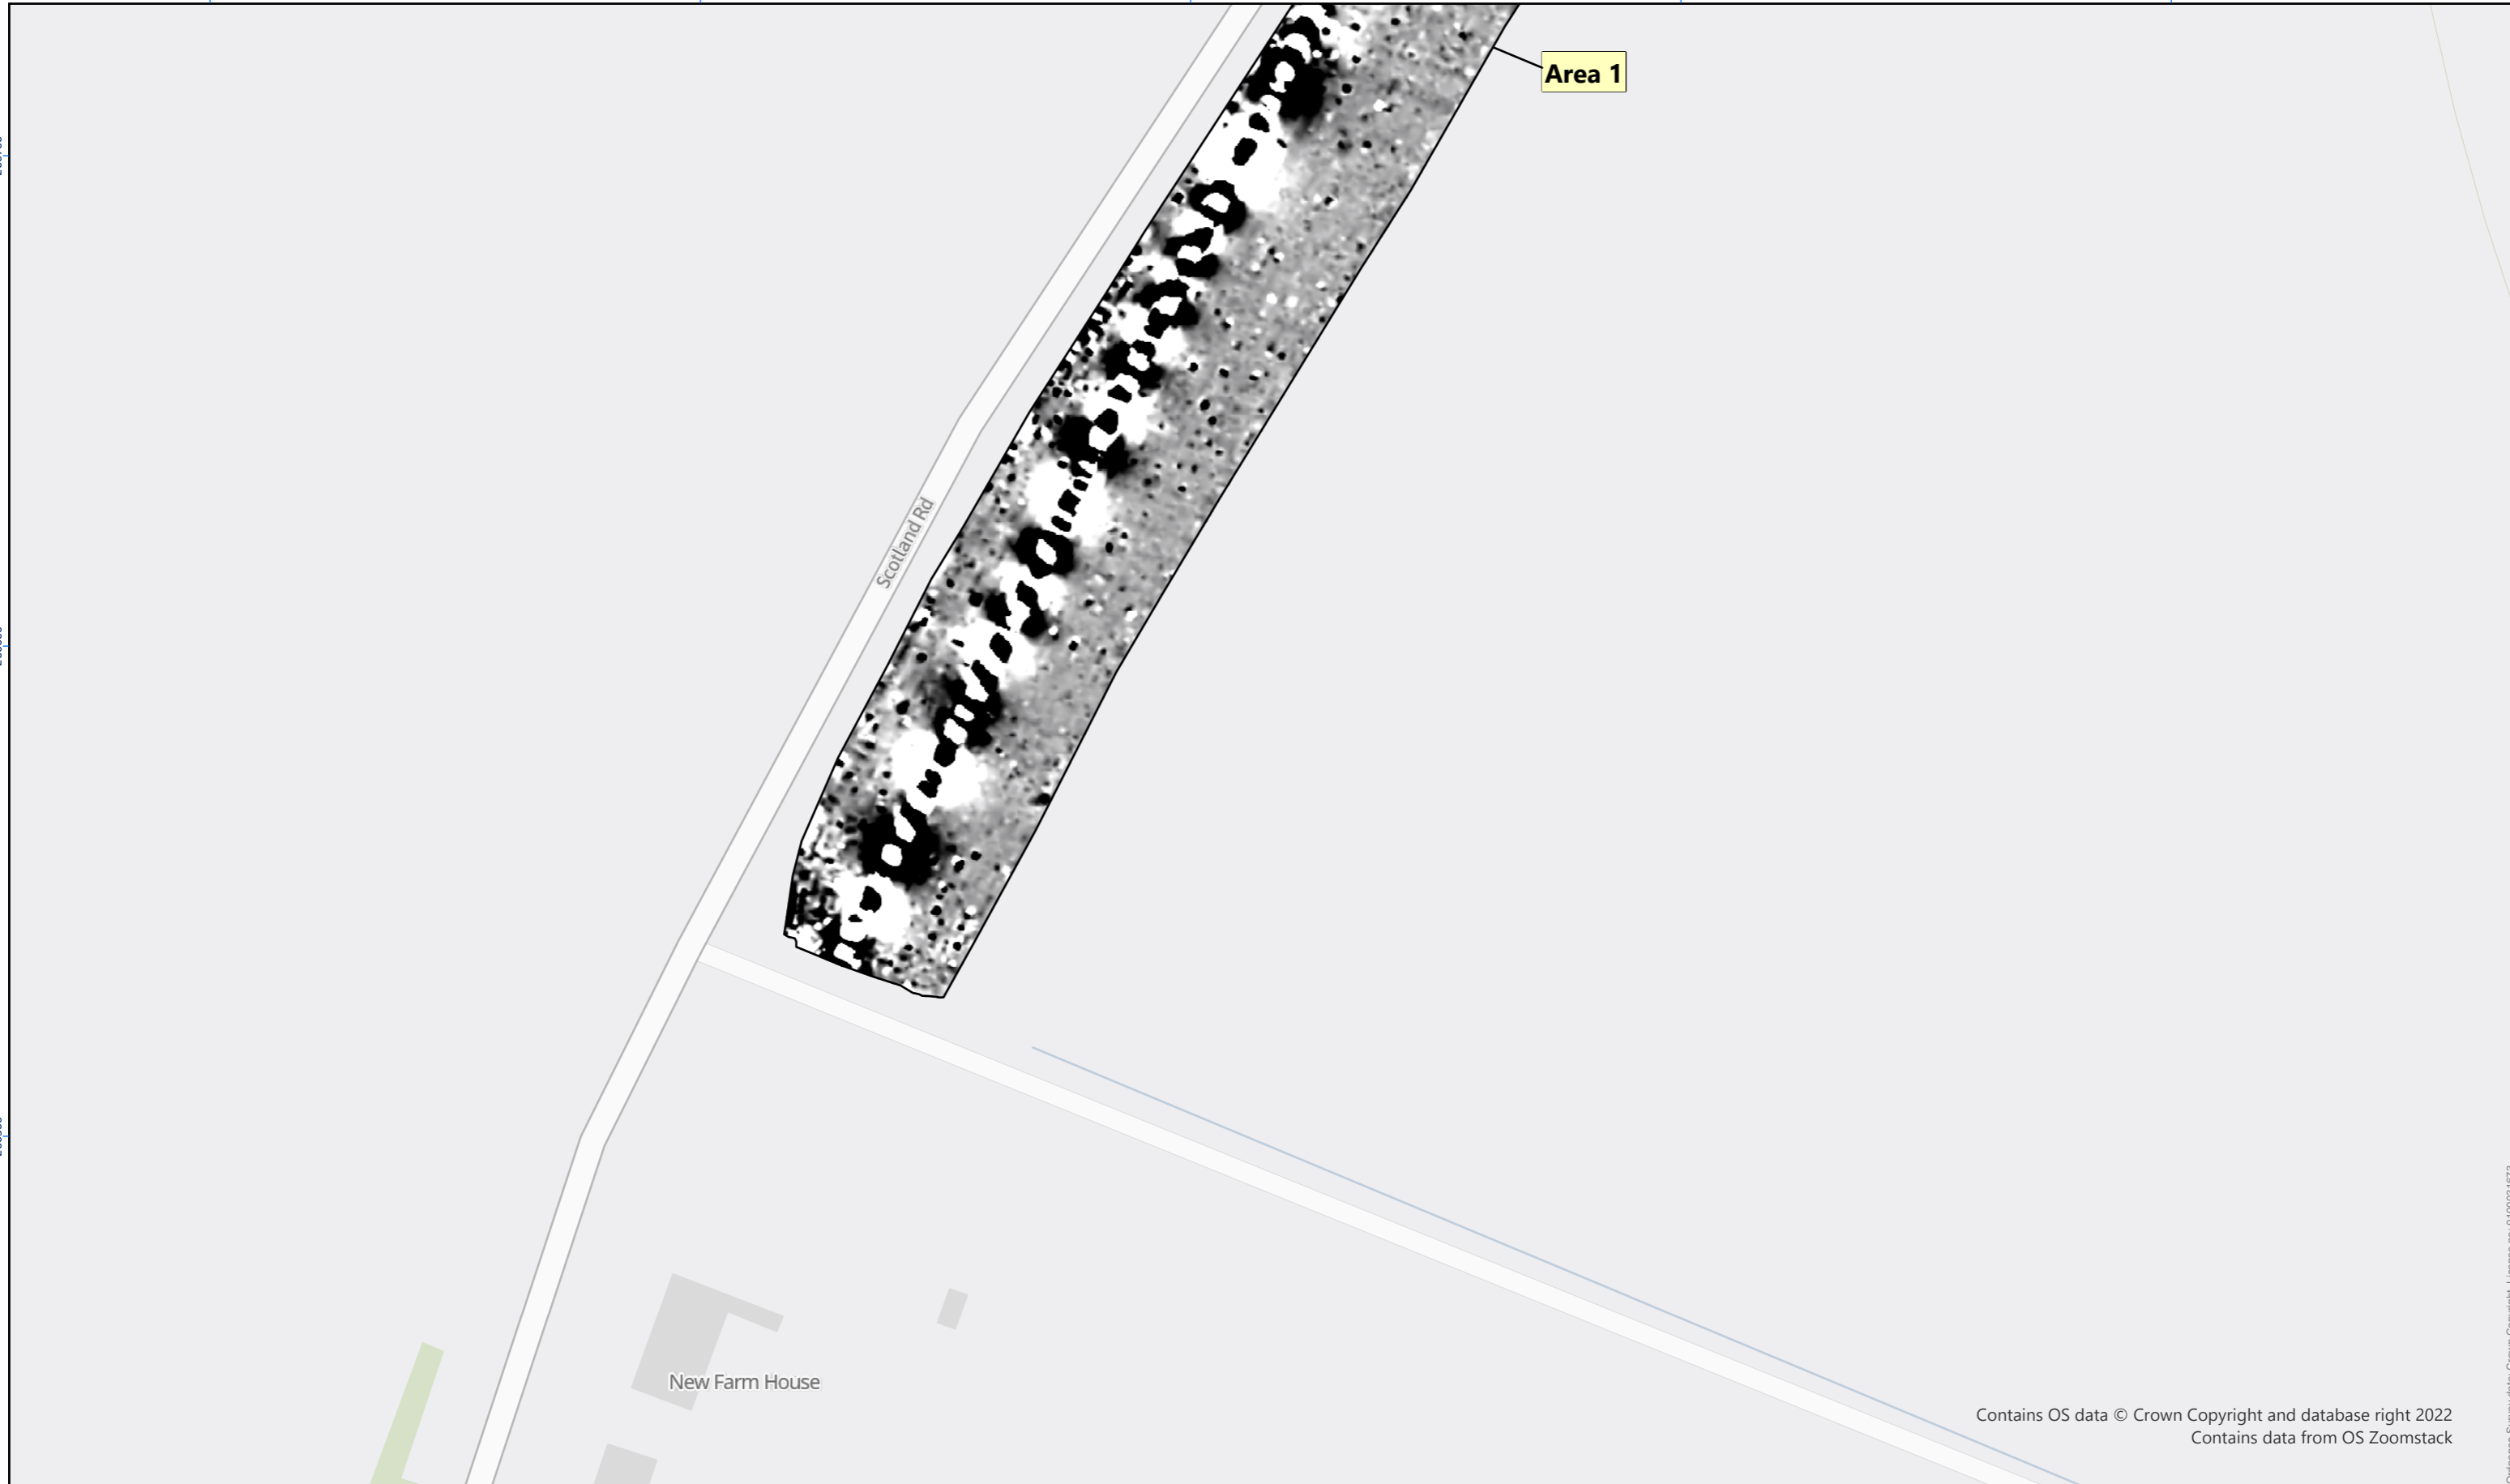 Area 1
Scotland Rd
New Farm House
Contains OS data © Crown Copyright and database right 2022
Contains data from OS Zoomstack